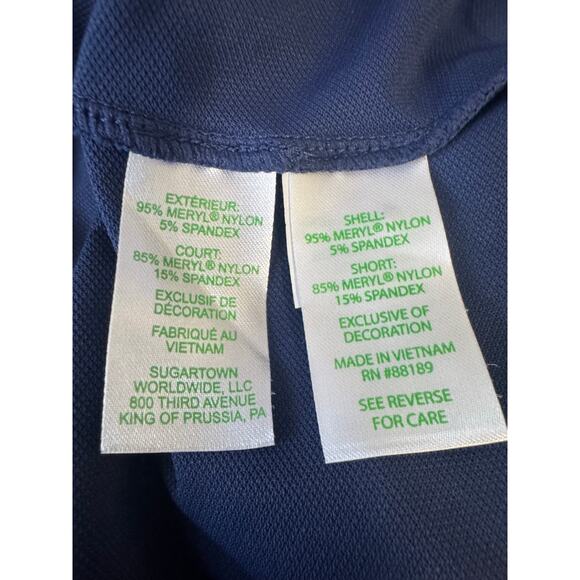 EXTÉRIEUR:
95% MERYL® NYLON
5% SPANDEX
COURT:
85% MERYL® NYLON
15% SPANDEX
EXCLUSIF DE
DÉCORATION
FABRIQUÉ AU
VIETNAM
SUGARTOWN
WORLDWIDE, LLC
800 THIRD AVENUE
KING OF PRUSSIA, PA
SHELL:
95% MERYL® NYLON
5% SPANDEX
SHORT:
85% MERYL® NYLON
15% SPANDEX
EXCLUSIVE OF
DECORATION
MADE IN VIETNAM
RN #88189
SEE REVERSE
FOR CARE